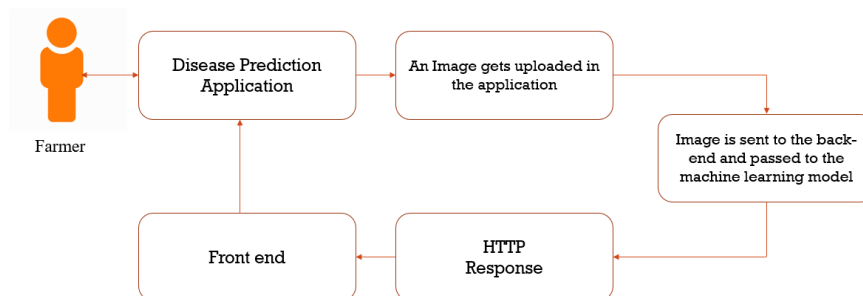 Disease Prediction
Application
An Image gets uploaded in
the application
Farmer
Image is sent to the back-
end and passed to the
machine learning model
Front end
HTTP
Response